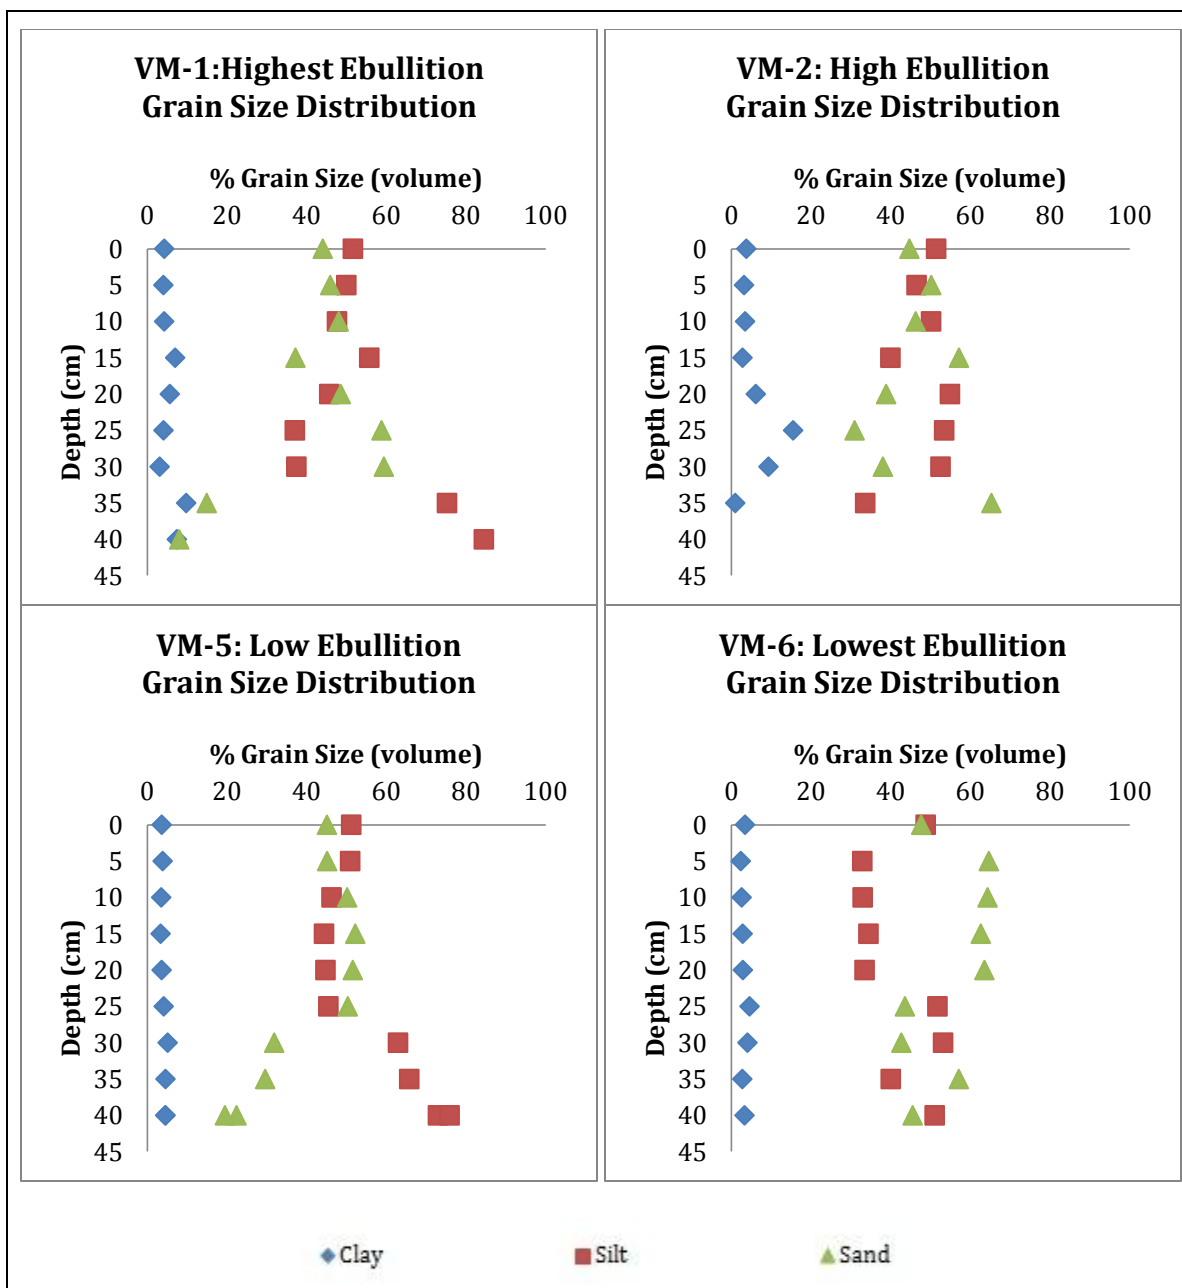 VM-1:Highest Ebullition
Grain Size Distribution
% Grain Size (volume)
0 20 40 60 80 100
Depth (cm)
0
5
10
15
20
25
30
35
40
45
VM-2: High Ebullition
Grain Size Distribution
% Grain Size (volume)
0 20 40 60 80 100
Depth (cm)
0
5
10
15
20
25
30
35
40
45
VM-5: Low Ebullition
Grain Size Distribution
% Grain Size (volume)
0 20 40 60 80 100
Depth (cm)
0
5
10
15
20
25
30
35
40
45
VM-6: Lowest Ebullition
Grain Size Distribution
% Grain Size (volume)
0 20 40 60 80 100
Depth (cm)
0
5
10
15
20
25
30
35
40
45
Clay Silt Sand